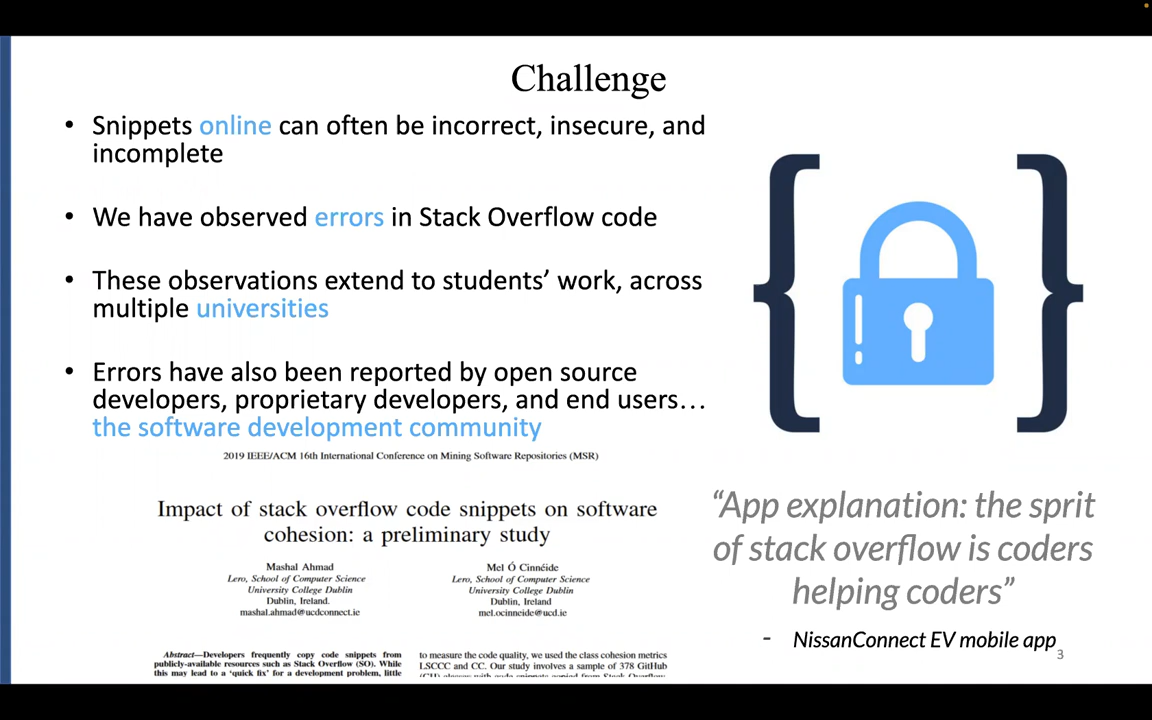 Challenge
• Snippets online can often be incorrect, insecure, and
incomplete
• We have observed errors in Stack Overflow code
• These observations extend to students’ work, across
multiple universities
• Errors have also been reported by open source
developers, proprietary developers, and end users…
the software development community
2019 IEEE/ACM 16th International Conference on Mining Software Repositories (MSR)
Impact of stack overflow code snippets on software
cohesion: a preliminary study
Mashal Ahmad
Lero, School of Computer Science
University College Dublin
Dublin, Ireland.
mashal.ahmad@ucdconnect.ie
Mel Ó Cinnéide
Lero, School of Computer Science
University College Dublin
Dublin, Ireland
mel.ocinneide@ucd.ie
Abstract—Developers frequently copy code snippets from
publicly-available resources such as Stack Overflow (SO). While
this may lead to a ‘quick fix’ for a development problem, little
to measure the code quality, we used the class cohesion metrics
LSCC and CC. Our study involves a sample of 378 GitHub
“App explanation: the sprit
of stack overflow is coders
helping coders”
- NissanConnect EV mobile app
3